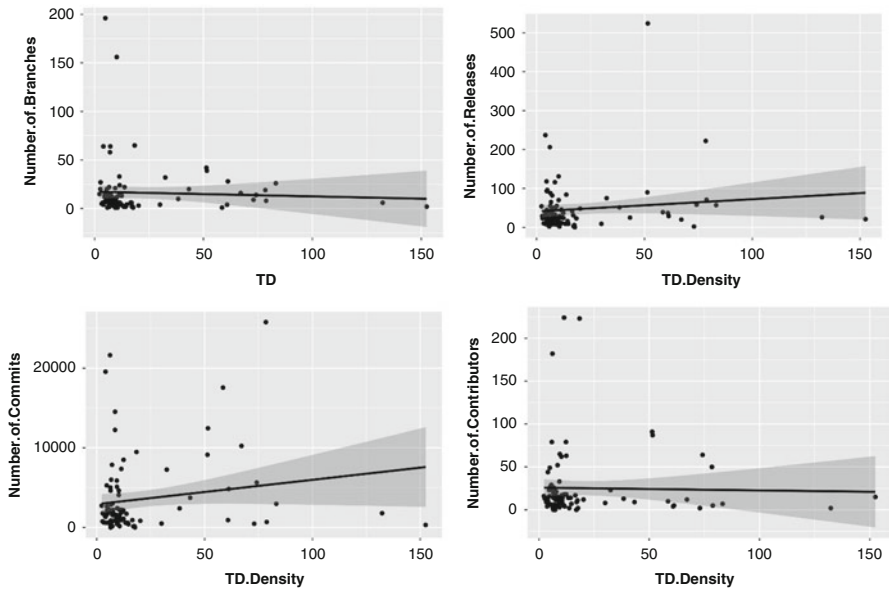 Number.of.Branches
200
150
100
50
0
0 50 100 150
TD
Number.of.Releases
500
400
300
200
100
0
0 50 100 150
TD.Density
Number.of.Commits
20000
10000
0
0 50 100 150
TD.Density
Number.of.Contributors
200
150
100
50
0
0 50 100 150
TD.Density